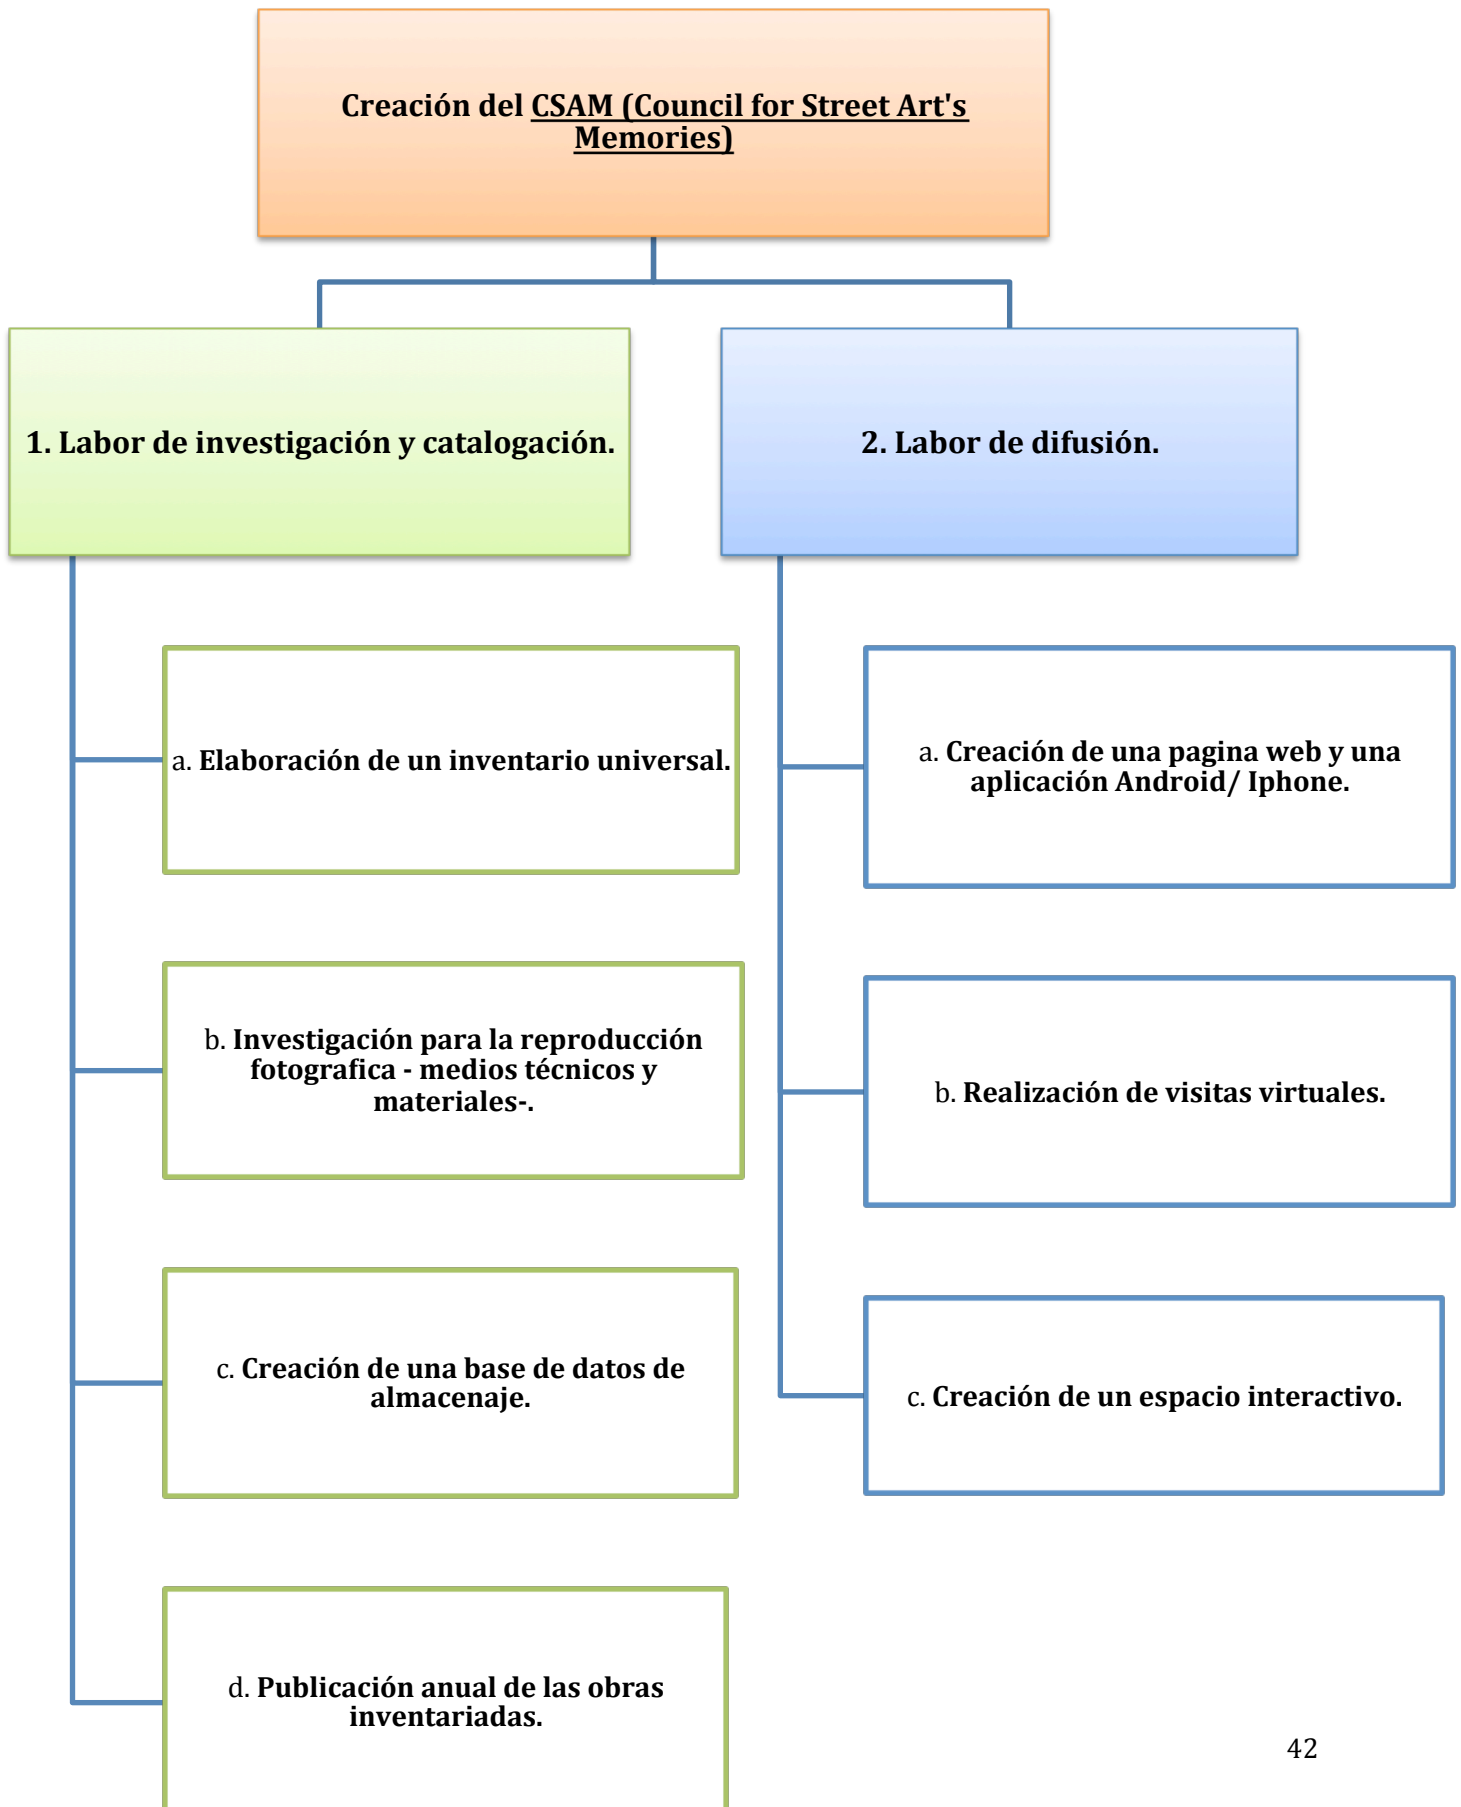 Creación del CSAM (Council for Street Art's
Memories)
1. Labor de investigación y catalogación.
a. Elaboración de un inventario universal.
b. Investigación para la reproducción
fotografica - medios técnicos y
materiales-.
c. Creación de una base de datos de
almacenaje.
d. Publicación anual de las obras
inventariadas.
2. Labor de difusión.
a. Creación de una pagina web y una
aplicación Android/ Iphone.
b. Realización de visitas virtuales.
c. Creación de un espacio interactivo.
42